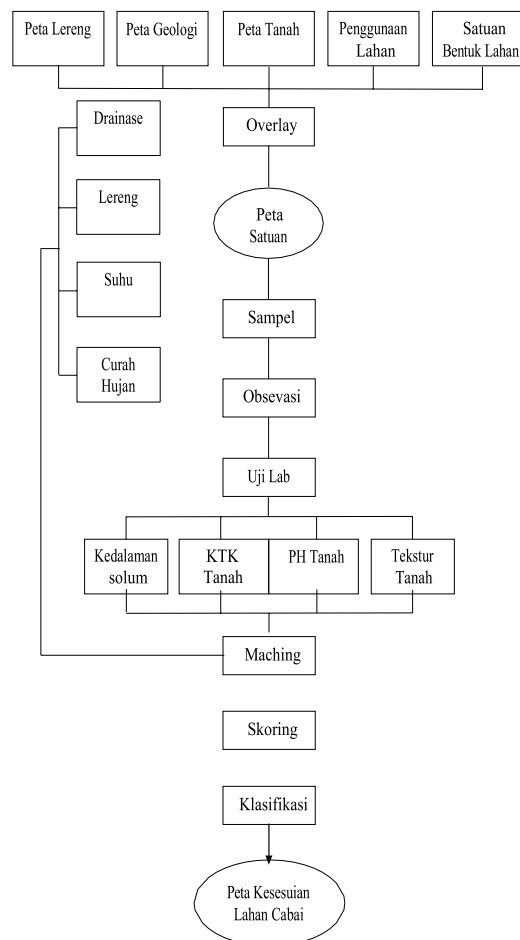 Peta Lereng
Peta Geologi
Peta Tanah
Penggunaan
Lahan
Satuan
Bentuk Lahan
Drainase
Overlay
Lereng
Peta
Satuan
Suhu
Sampel
Curah
Hujan
Obsevasi
Uji Lab
Kedalaman
solum
KTK
Tanah
PH Tanah
Tekstur
Tanah
Maching
Skoring
Klasifikasi
Peta Kesesuian
Lahan Cabai